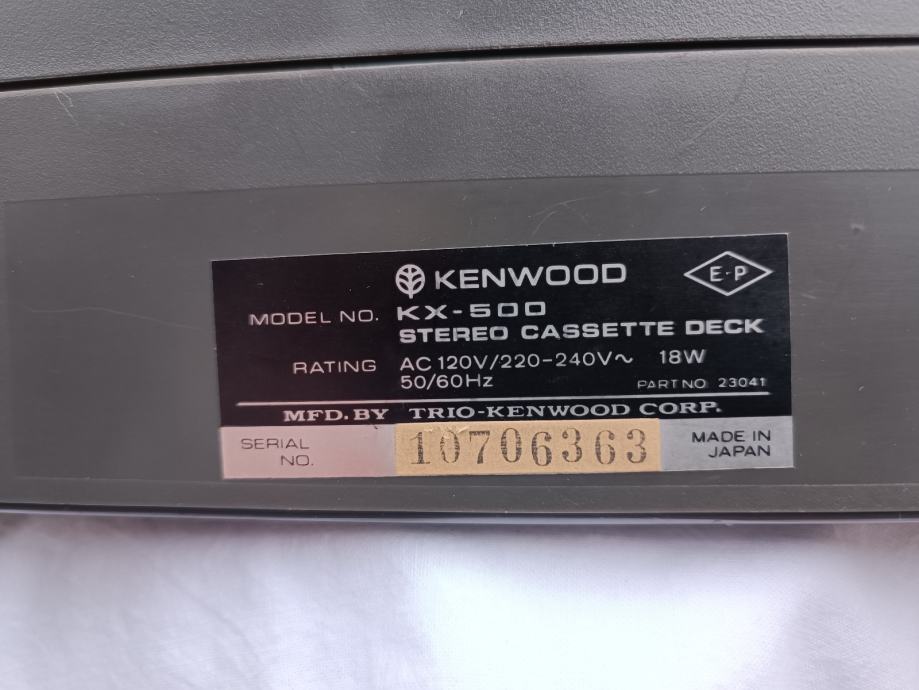 KENWOOD
E·P
MODEL NO. KX-500
STEREO CASSETTE DECK
RATING AC 120V/220-240V~ 18W
50/60Hz PART NO 23041
MFD. BY TRIO-KENWOOD CORP.
SERIAL NO. 10706363 MADE IN JAPAN